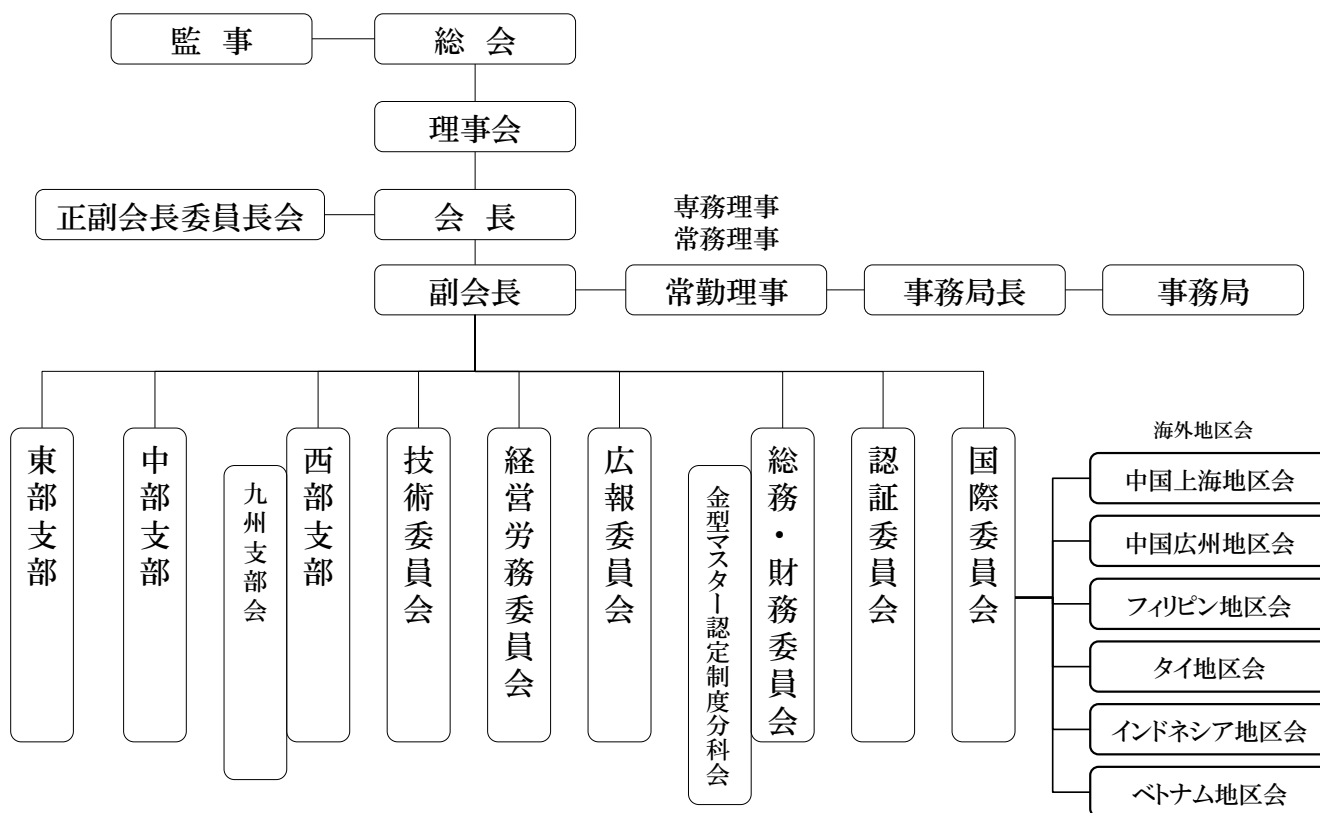 監 事
総 会
理事会
正副会長委員長会
会 長
専務理事
常務理事
副会長
常勤理事
事務局長
事務局
東部支部
中部支部
九州支部会
西部支部
技術委員会
経営労務委員会
広報委員会
金型マスター認定制度分科会
総務・財務委員会
認証委員会
国際委員会
海外地区会
中国上海地区会
中国広州地区会
フィリピン地区会
タイ地区会
インドネシア地区会
ベトナム地区会